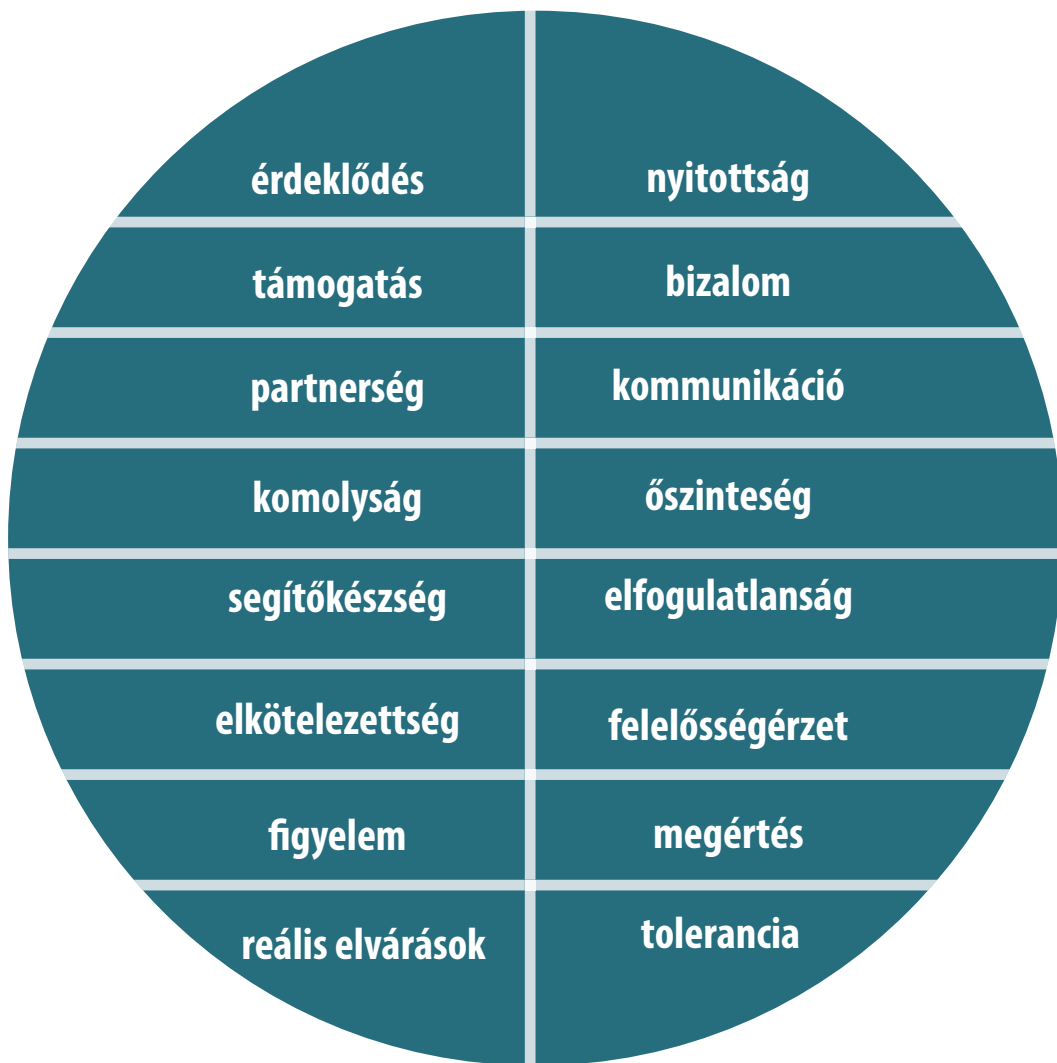 érdeklődés
nyitottság
támogatás
bizalom
partnerség
kommunikáció
komolyság
őszinteség
segítőkészség
elfogulatlanság
elkötelezettség
felelősségérzet
figyelem
megértés
reális elvárások
tolerancia